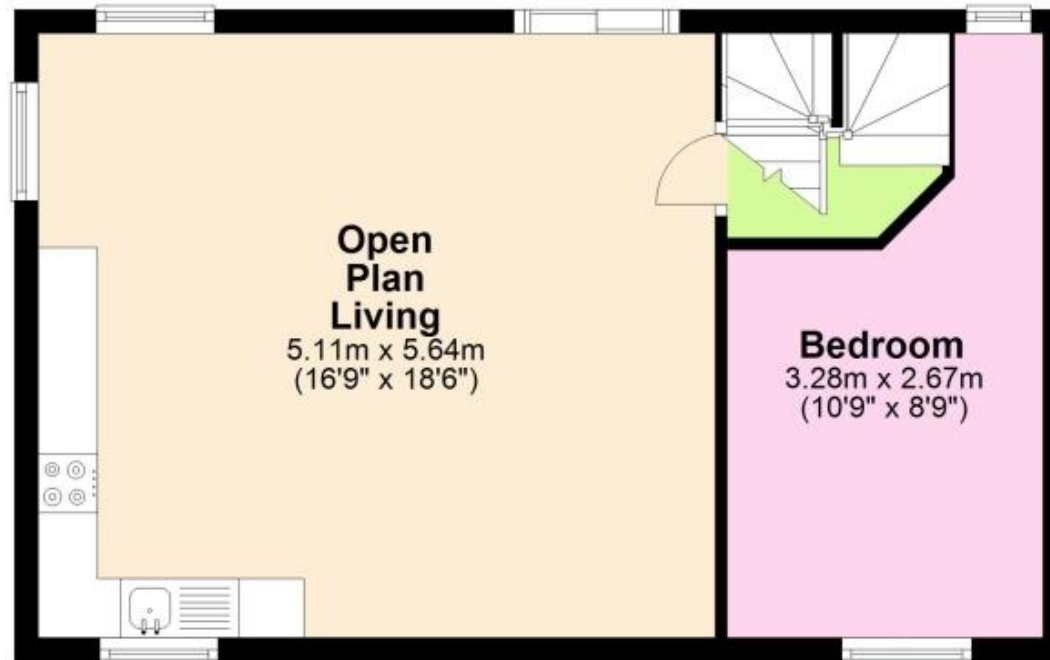 Open
Plan
Living
5.11m x 5.64m
(16'9" x 18'6")
Bedroom
3.28m x 2.67m
(10'9" x 8'9")